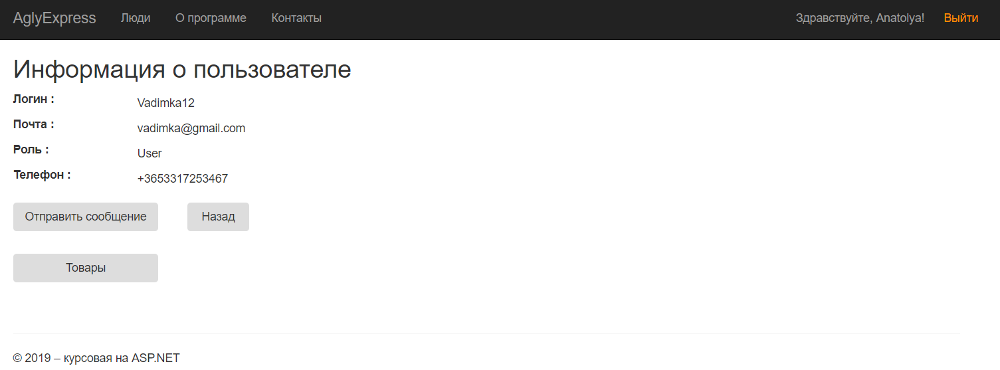 AglyExpress Люди О программе Контакты Здравствуйте, Anatolya! Выйти
Информация о пользователе
Логин : Vadimka12
Почта : vadimka@gmail.com
Роль : User
Телефон : +3653317253467
Отправить сообщение Назад
Товары
© 2019 – курсовая на ASP.NET